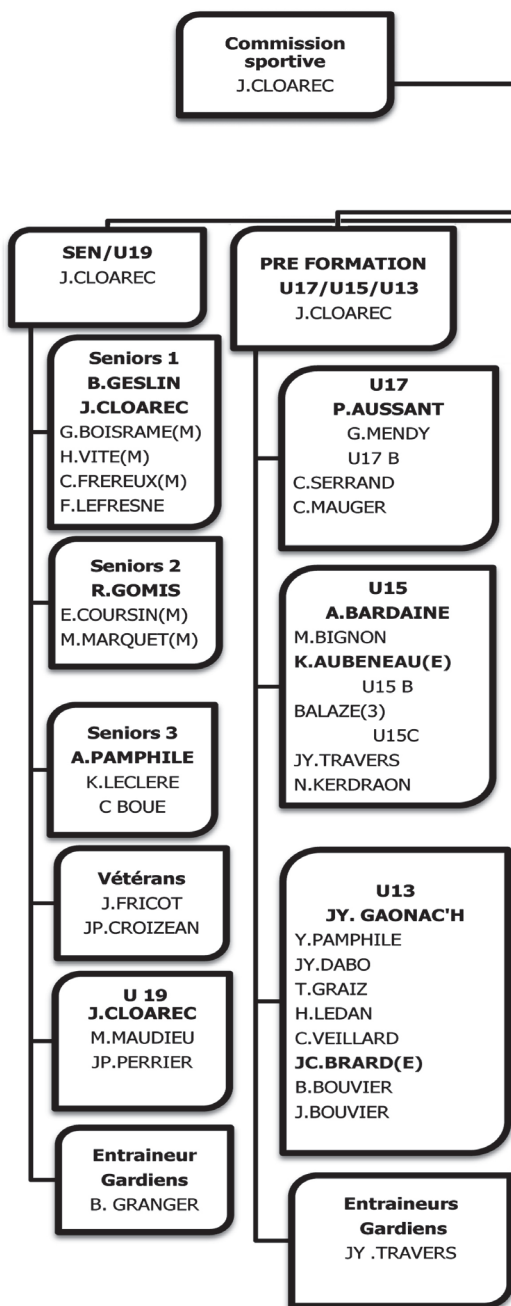 Commission
sportive
J.CLOAREC
SEN/U19
J.CLOAREC
Seniors 1
B.GESLIN
J.CLOAREC
G.BOISRAME(M)
H.VITE(M)
C.FREREUX(M)
F.LEFRESNE
Seniors 2
R.GOMIS
E.COURSIN(M)
M.MARQUET(M)
Seniors 3
A.PAMPHILE
K.LECLERE
C BOUE
Vétérans
J.FRICOT
JP.CROIZEAN
U 19
J.CLOAREC
M.MAUDIEU
JP.PERRIER
Entraineur
Gardiens
B. GRANGER
PRE FORMATION
U17/U15/U13
J.CLOAREC
U17
P.AUSSANT
G.MENDY
U17 B
C.SERRAND
C.MAUGER
U15
A.BARDAINE
M.BIGNON
K.AUBENEAU(E)
U15 B
BALAZE(3)
U15C
JY.TRAVERS
N.KERDRAON
U13
JY. GAONAC'H
Y.PAMPHILE
JY.DABO
T.GRAIZ
H.LEDAN
C.VEILLARD
JC.BRARD(E)
B.BOUVIER
J.BOUVIER
Entraineurs
Gardiens
JY .TRAVERS